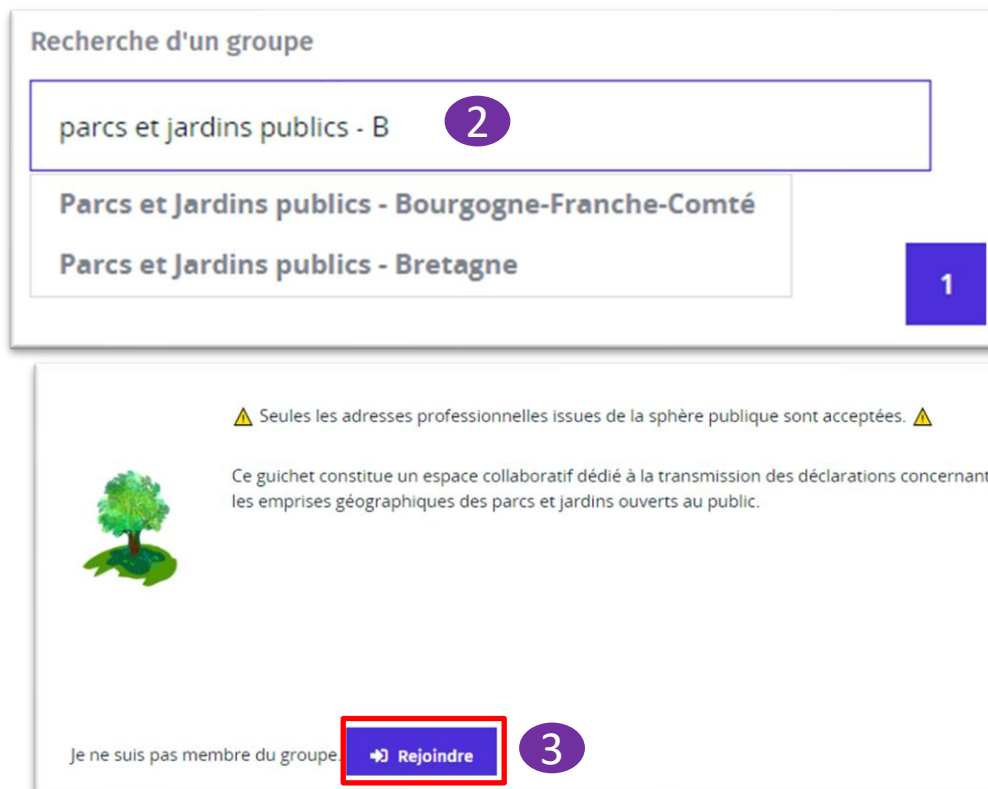 Recherche d'un groupe
parcs et jardins publics - B
2
Parcs et Jardins publics - Bourgogne-Franche-Comté
Parcs et Jardins publics - Bretagne
1
Seules les adresses professionnelles issues de la sphère publique sont acceptées.
Ce guichet constitue un espace collaboratif dédié à la transmission des déclarations concernant
les emprises géographiques des parcs et jardins ouverts au public.
Je ne suis pas membre du groupe. Rejoindre
3